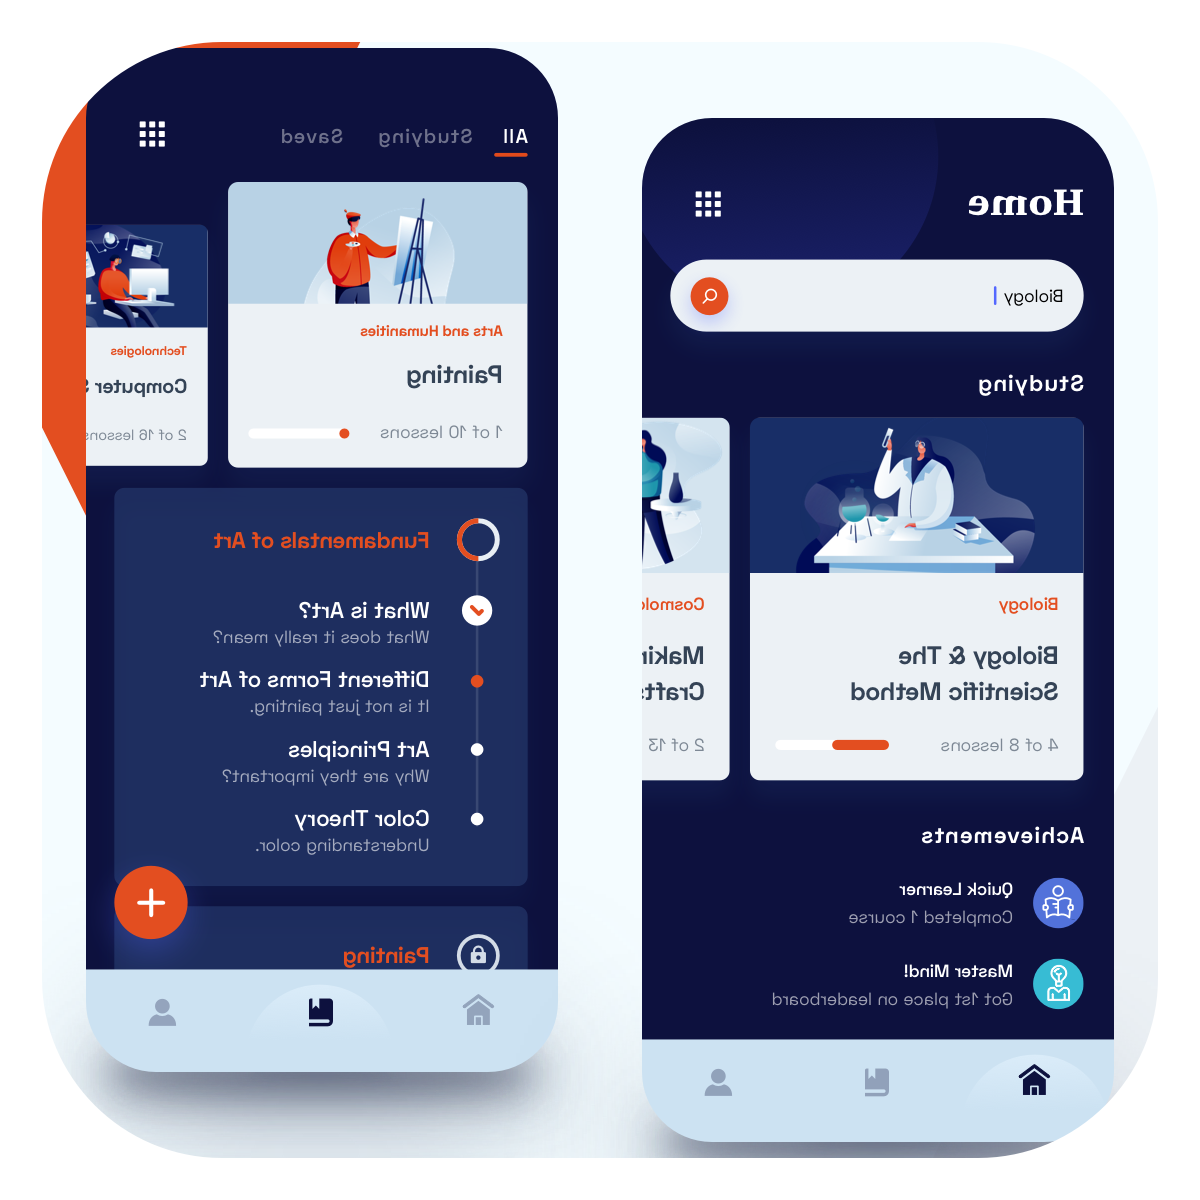 Home
Biology
Studying
Biology
Biology & The
Scientific Method
4 of 8 lessons
2 of 13
Achievements
Quick Learner
Completed 1 course
Master Mind!
Got 1st place on leaderboard
All Studying Saved
Arts and Humanities
Painting
1 of 10 lessons
Technologies
Computer
2 of 16 lessons
Fundamentals of Art
What is Art?
What does it really mean?
Different Forms of Art
It is not just painting.
Art Principles
Why are they important?
Color Theory
Understanding color.
Painting